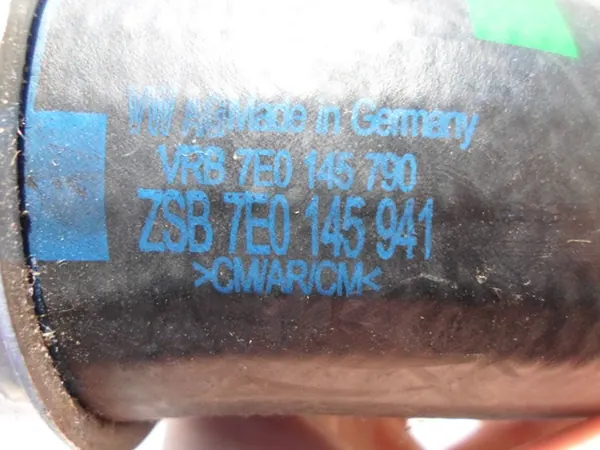 VW AG Made in Germany
VRB 7E0 145 790
ZSB 7E0 145 941
>CM/AR/CM<